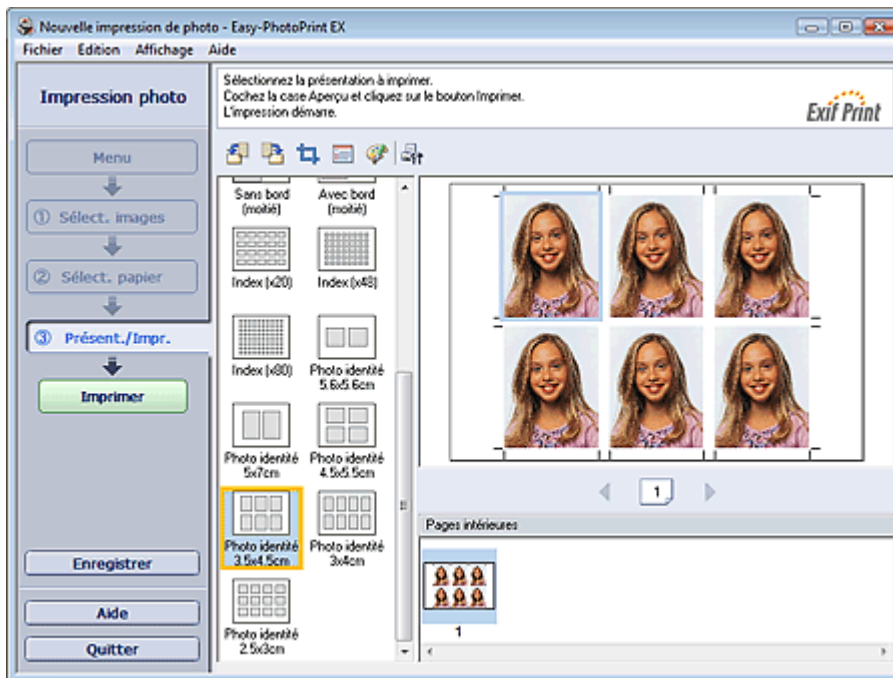 Nouvelle impression de photo - Easy-PhotoPrint EX
Fichier Edition Affichage Aide
Impression photo
Menu
① Sélect. images
② Sélect. papier
③ Présent./Impr.
Imprimer
Enregistrer
Aide
Quitter
Sélectionnez la présentation à imprimer.
Cochez la case Aperçu et cliquez sur le bouton Imprimer.
L'impression démarre.
Exif Print
Sans bord
(moitié)
Avec bord
(moitié)
Index (x20)
Index (x48)
Index (x80)
Photo identité
5.6x5.6cm
Photo identité
5x7cm
Photo identité
4.5x5.5cm
Photo identité
3.5x4.5cm
Photo identité
3x4cm
Photo identité
2.5x3cm
1
Pages intérieures
1